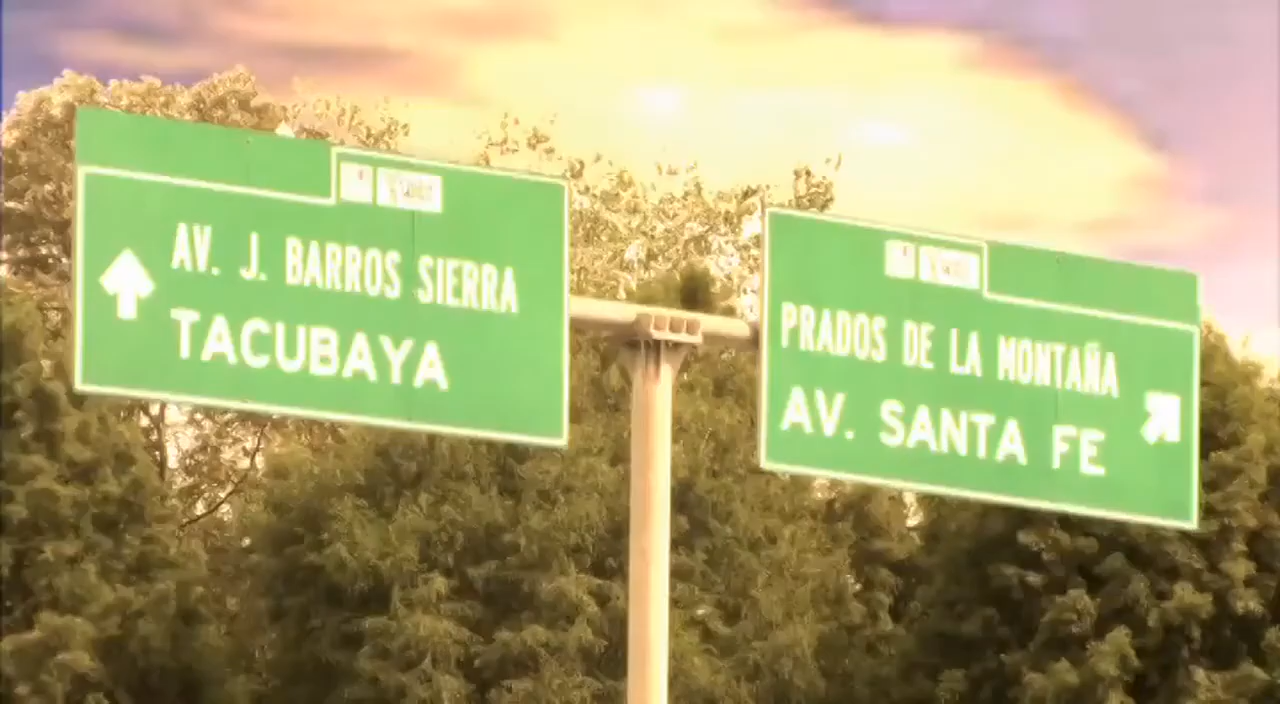 AV. J. BARROS SIERRA
TACUBAYA
PRADOS DE LA MONTAÑA
AV. SANTA FE